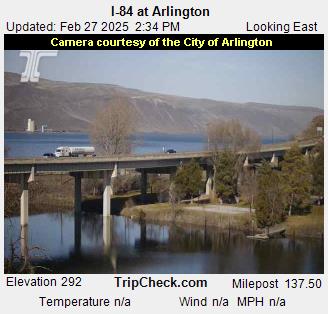 I-84 at Arlington
Updated: Feb 27 2025 2:34 PM Looking East
Camera courtesy of the City of Arlington
Elevation 292 TripCheck.com Milepost 137.50
Temperature n/a Wind n/a MPH n/a